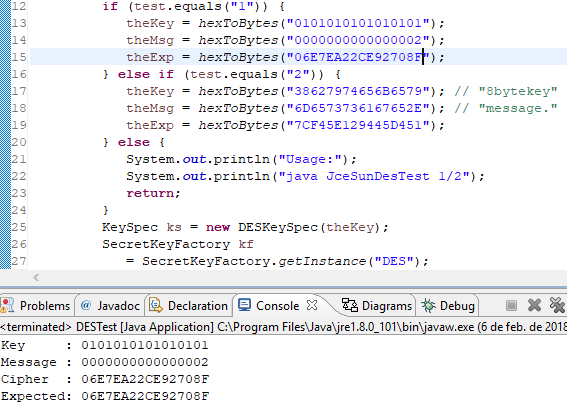 12 if (test.equals("1")) {
13 theKey = hexToBytes("0101010101010101");
14 theMsg = hexToBytes("0000000000000002");
15 theExp = hexToBytes("06E7EA22CE92708F");
16 } else if (test.equals("2")) {
17 theKey = hexToBytes("38627974656B6579"); // "8bytekey"
18 theMsg = hexToBytes("6D6573736167652E"); // "message."
19 theExp = hexToBytes("7CF45E129445D451");
20 } else {
21 System.out.println("Usage:");
22 System.out.println("java JceSunDesTest 1/2");
23 return;
24 }
25 KeySpec ks = new DESKeySpec(theKey);
26 SecretKeyFactory kf
27 = SecretKeyFactory.getInstance("DES");
Problems @ Javadoc Declaration Console Diagrams Debug
<terminated> DESTest [Java Application] C:\Program Files\Java\jre1.8.0_101\bin\javaw.exe (6 de feb. de 2018
Key : 0101010101010101
Message : 0000000000000002
Cipher : 06E7EA22CE92708F
Expected: 06E7EA22CE92708F